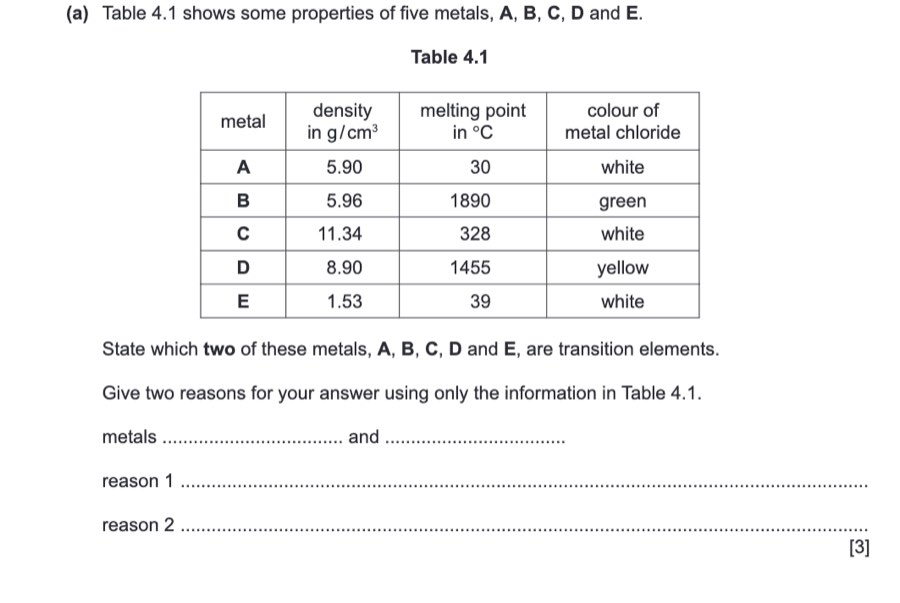 (a) Table 4.1 shows some properties of five metals, A, B, C, D and E.
Table 4.1
metal density in g/cm³ melting point in °C colour of metal chloride
A 5.90 30 white
B 5.96 1890 green
C 11.34 328 white
D 8.90 1455 yellow
E 1.53 39 white
State which two of these metals, A, B, C, D and E, are transition elements.
Give two reasons for your answer using only the information in Table 4.1.
metals .................................. and ..................................
reason 1 ..................................................................................................................................
reason 2 ..................................................................................................................................
[3]